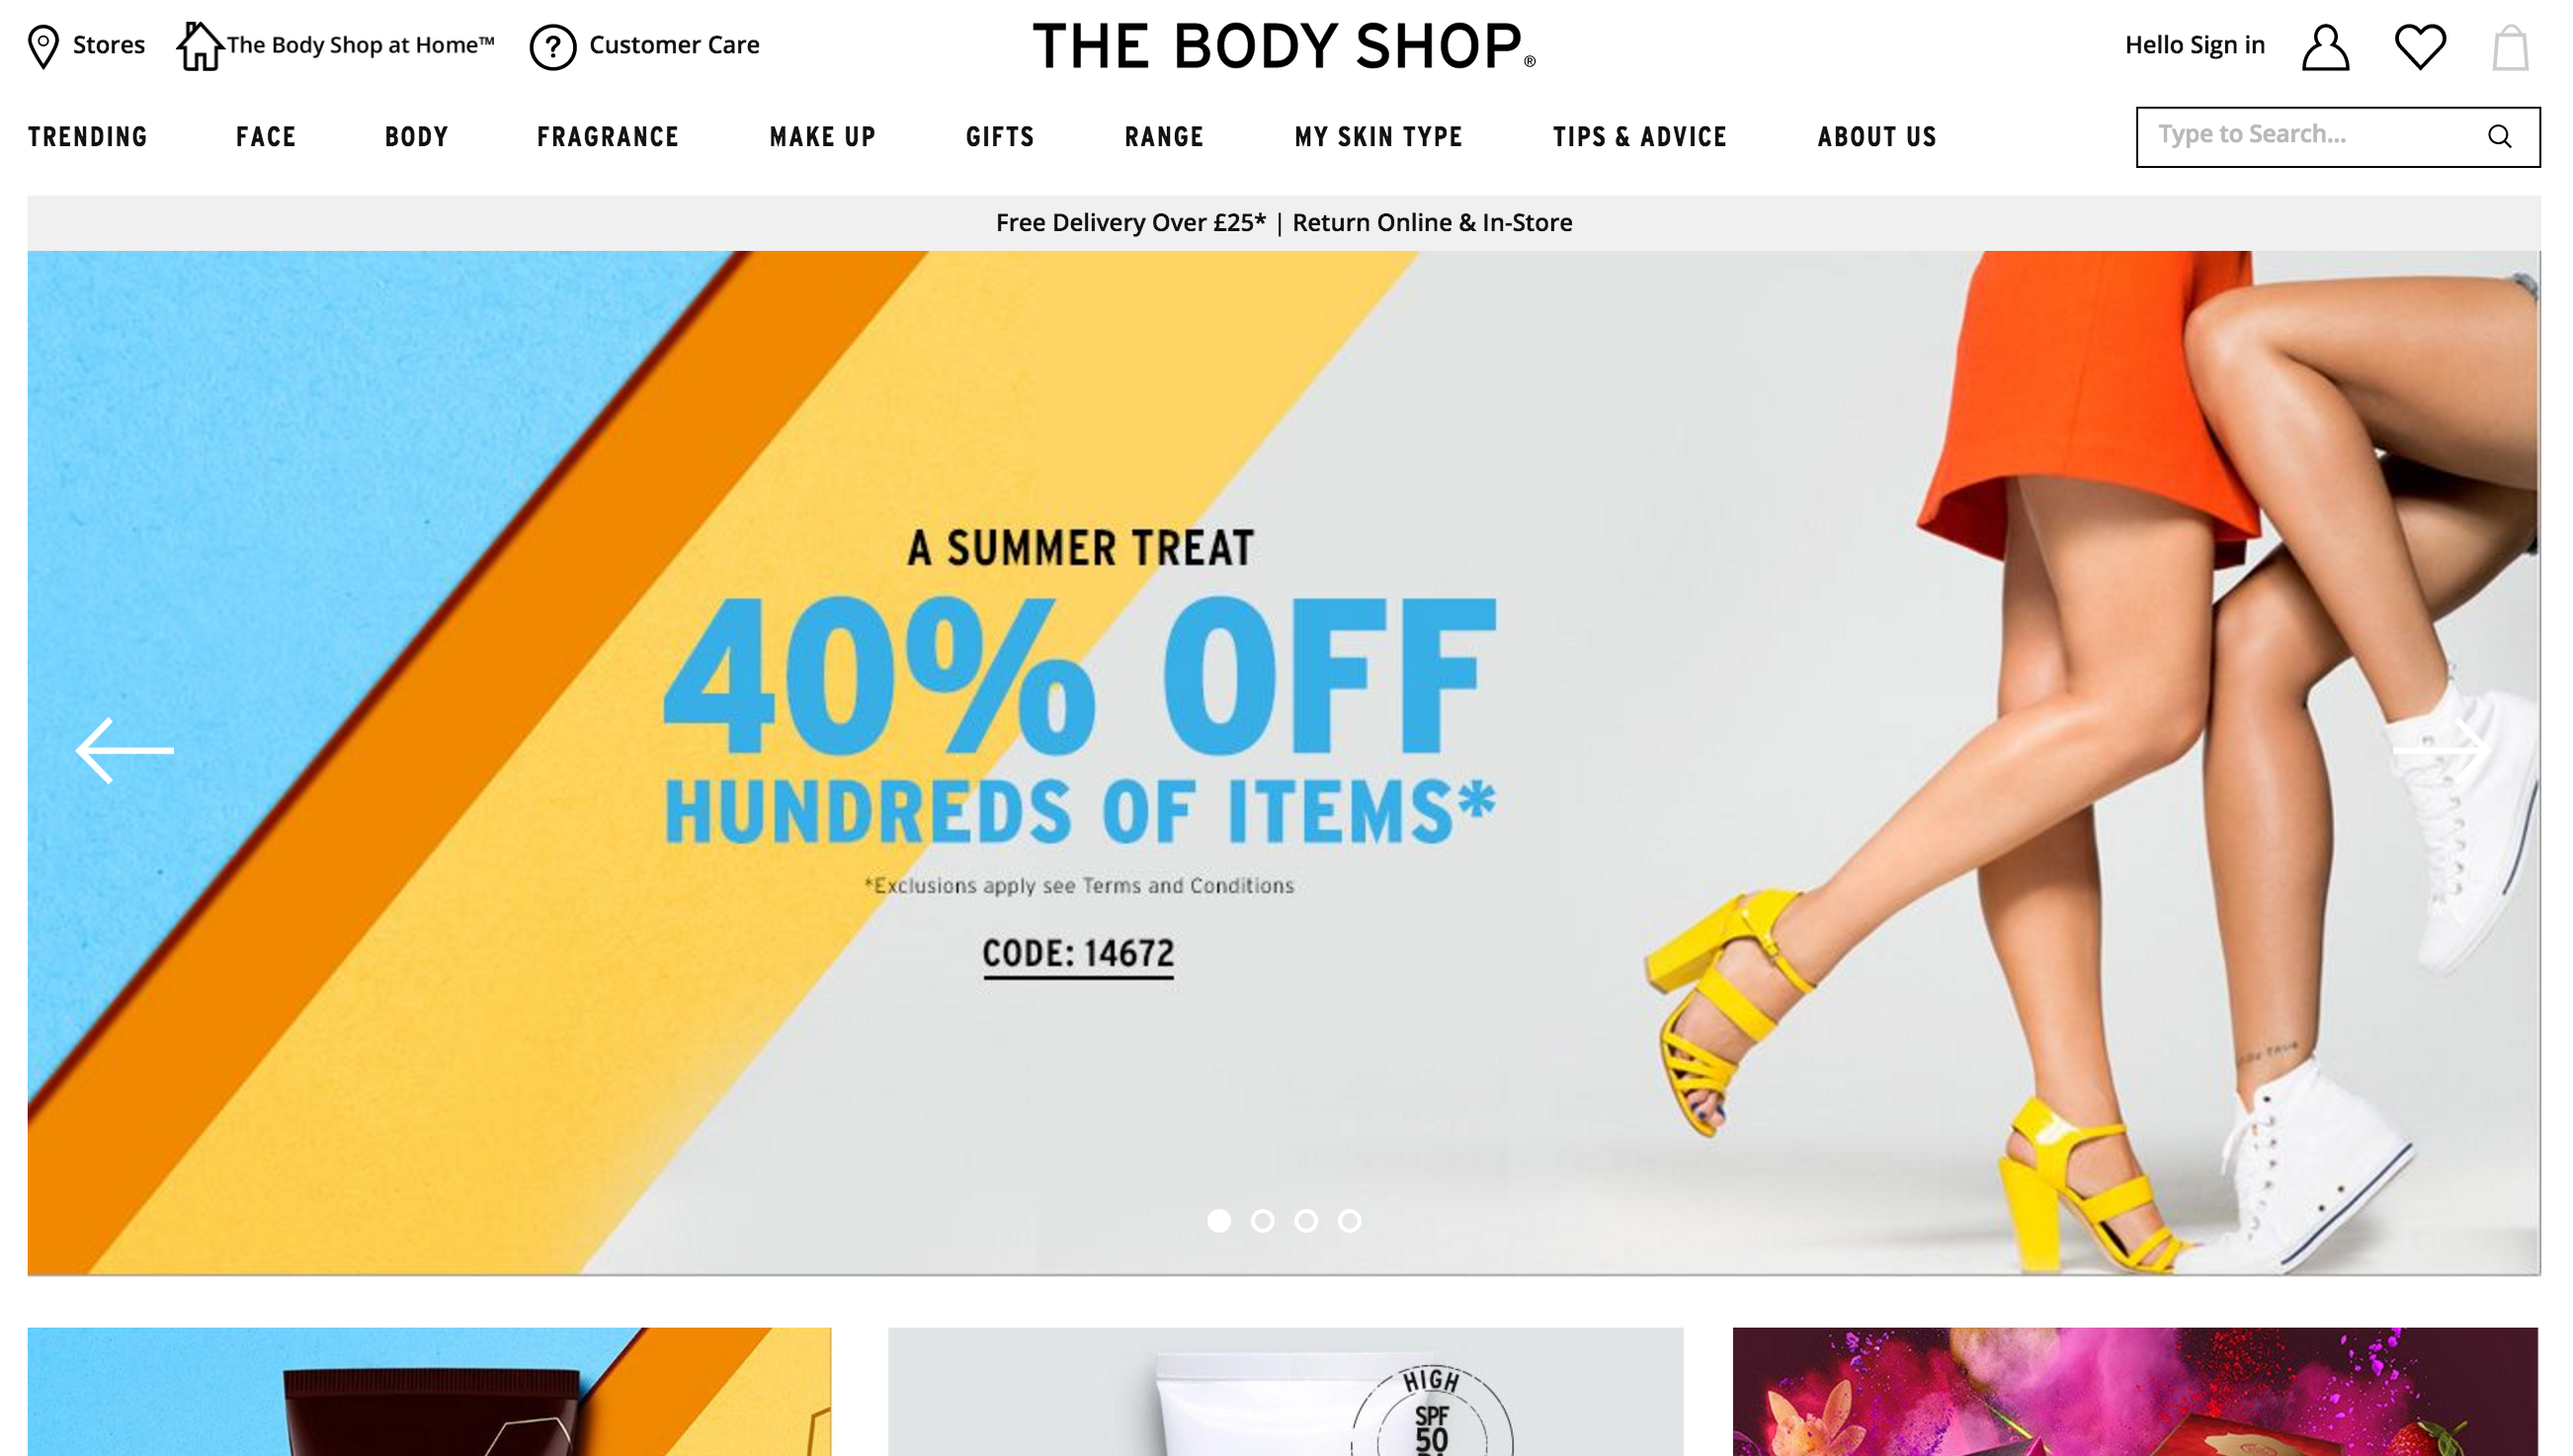 Stores
The Body Shop at Home™
Customer Care
THE BODY SHOP®
Hello Sign in
TRENDING
FACE
BODY
FRAGRANCE
MAKE UP
GIFTS
RANGE
MY SKIN TYPE
TIPS & ADVICE
ABOUT US
Type to Search...
Free Delivery Over £25* | Return Online & In-Store
A SUMMER TREAT
40% OFF
HUNDREDS OF ITEMS*
*Exclusions apply see Terms and Conditions
CODE: 14672
HIGH
SPF
50